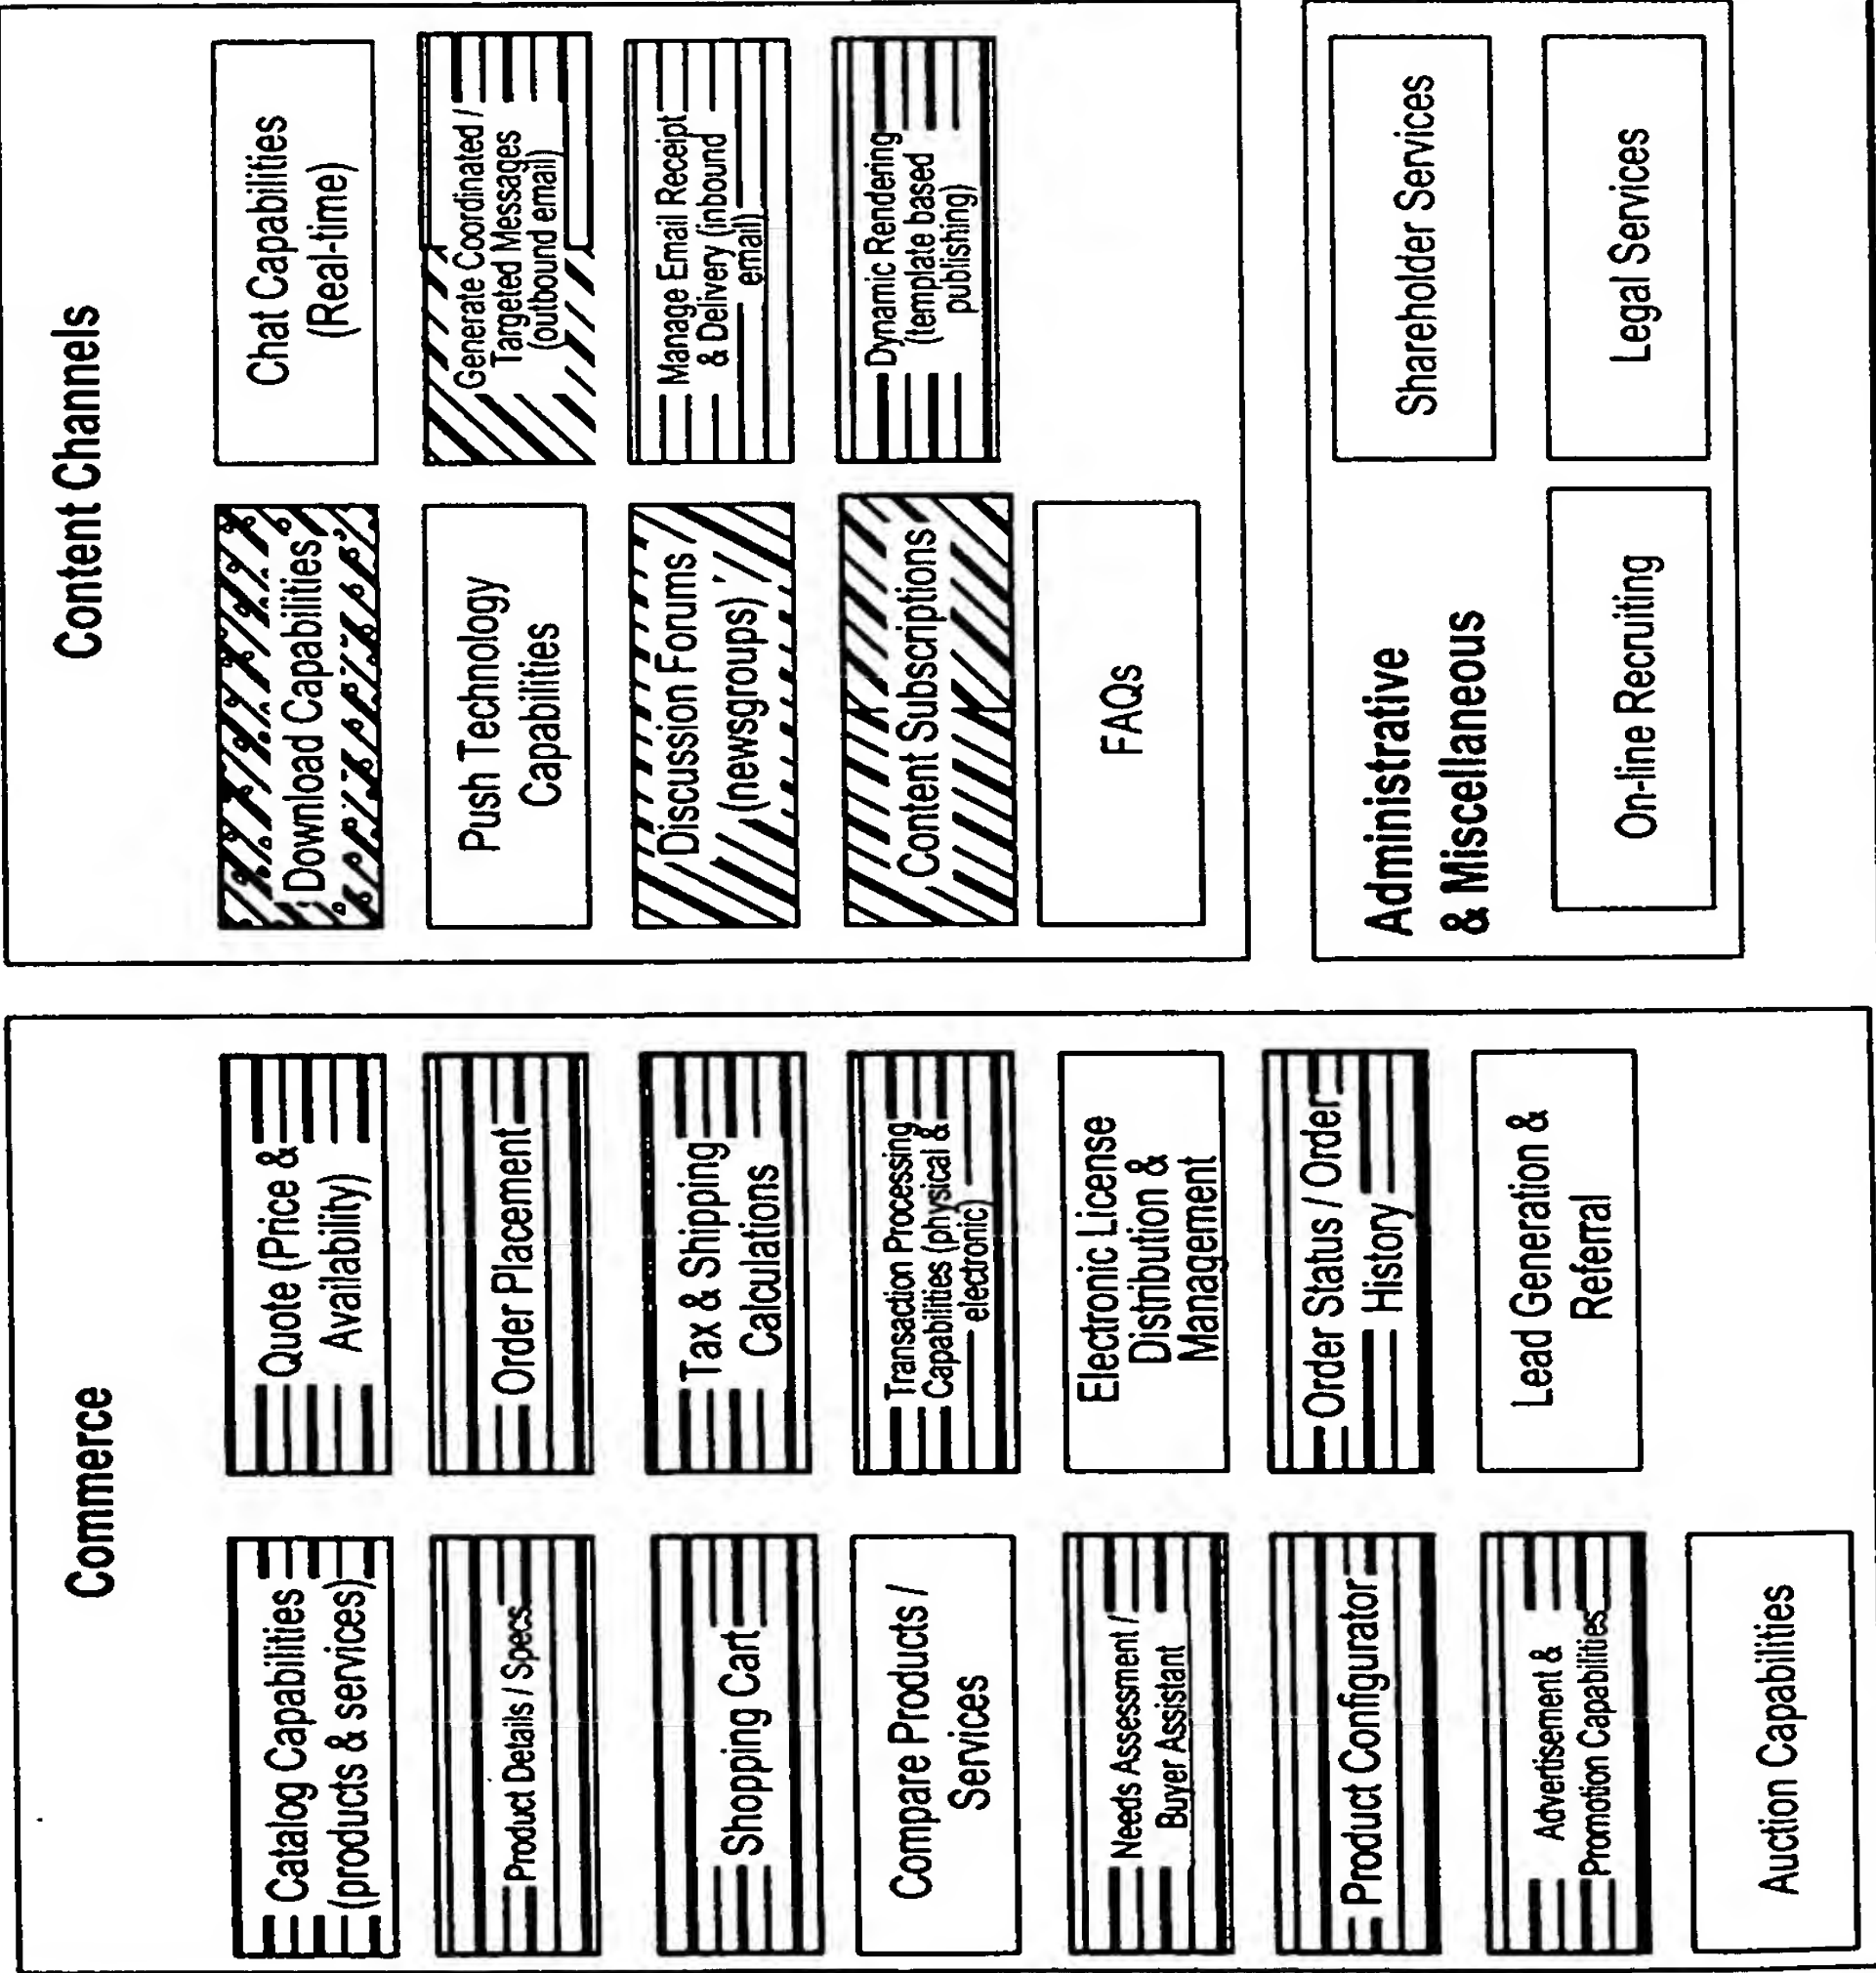 Commerce
Catalog Capabilities
(products & services)
Quote (Price &
Availability)
Product Details / Specs
Order Placement
Shopping Cart
Tax & Shipping
Calculations
Compare Products /
Services
Transaction Processing
Capabilities (physical &
electronic)
Needs Assessment /
Buyer Assistant
Electronic License
Distribution &
Management
Product Configurator
Order Status / Order
History
Advertisement &
Promotion Capabilities
Lead Generation &
Referral
Auction Capabilities
Content Channels
Download Capabilities
Chat Capabilities
(Real-time)
Push Technology
Capabilities
Generate Coordinated /
Targeted Messages
(outbound email)
Discussion Forums
(newsgroups)
Manage Email Receipt
& Delivery (inbound
email)
Content Subscriptions
Dynamic Rendering
(template based
publishing)
FAQs
Administrative
& Miscellaneous
Shareholder Services
On-line Recruiting
Legal Services